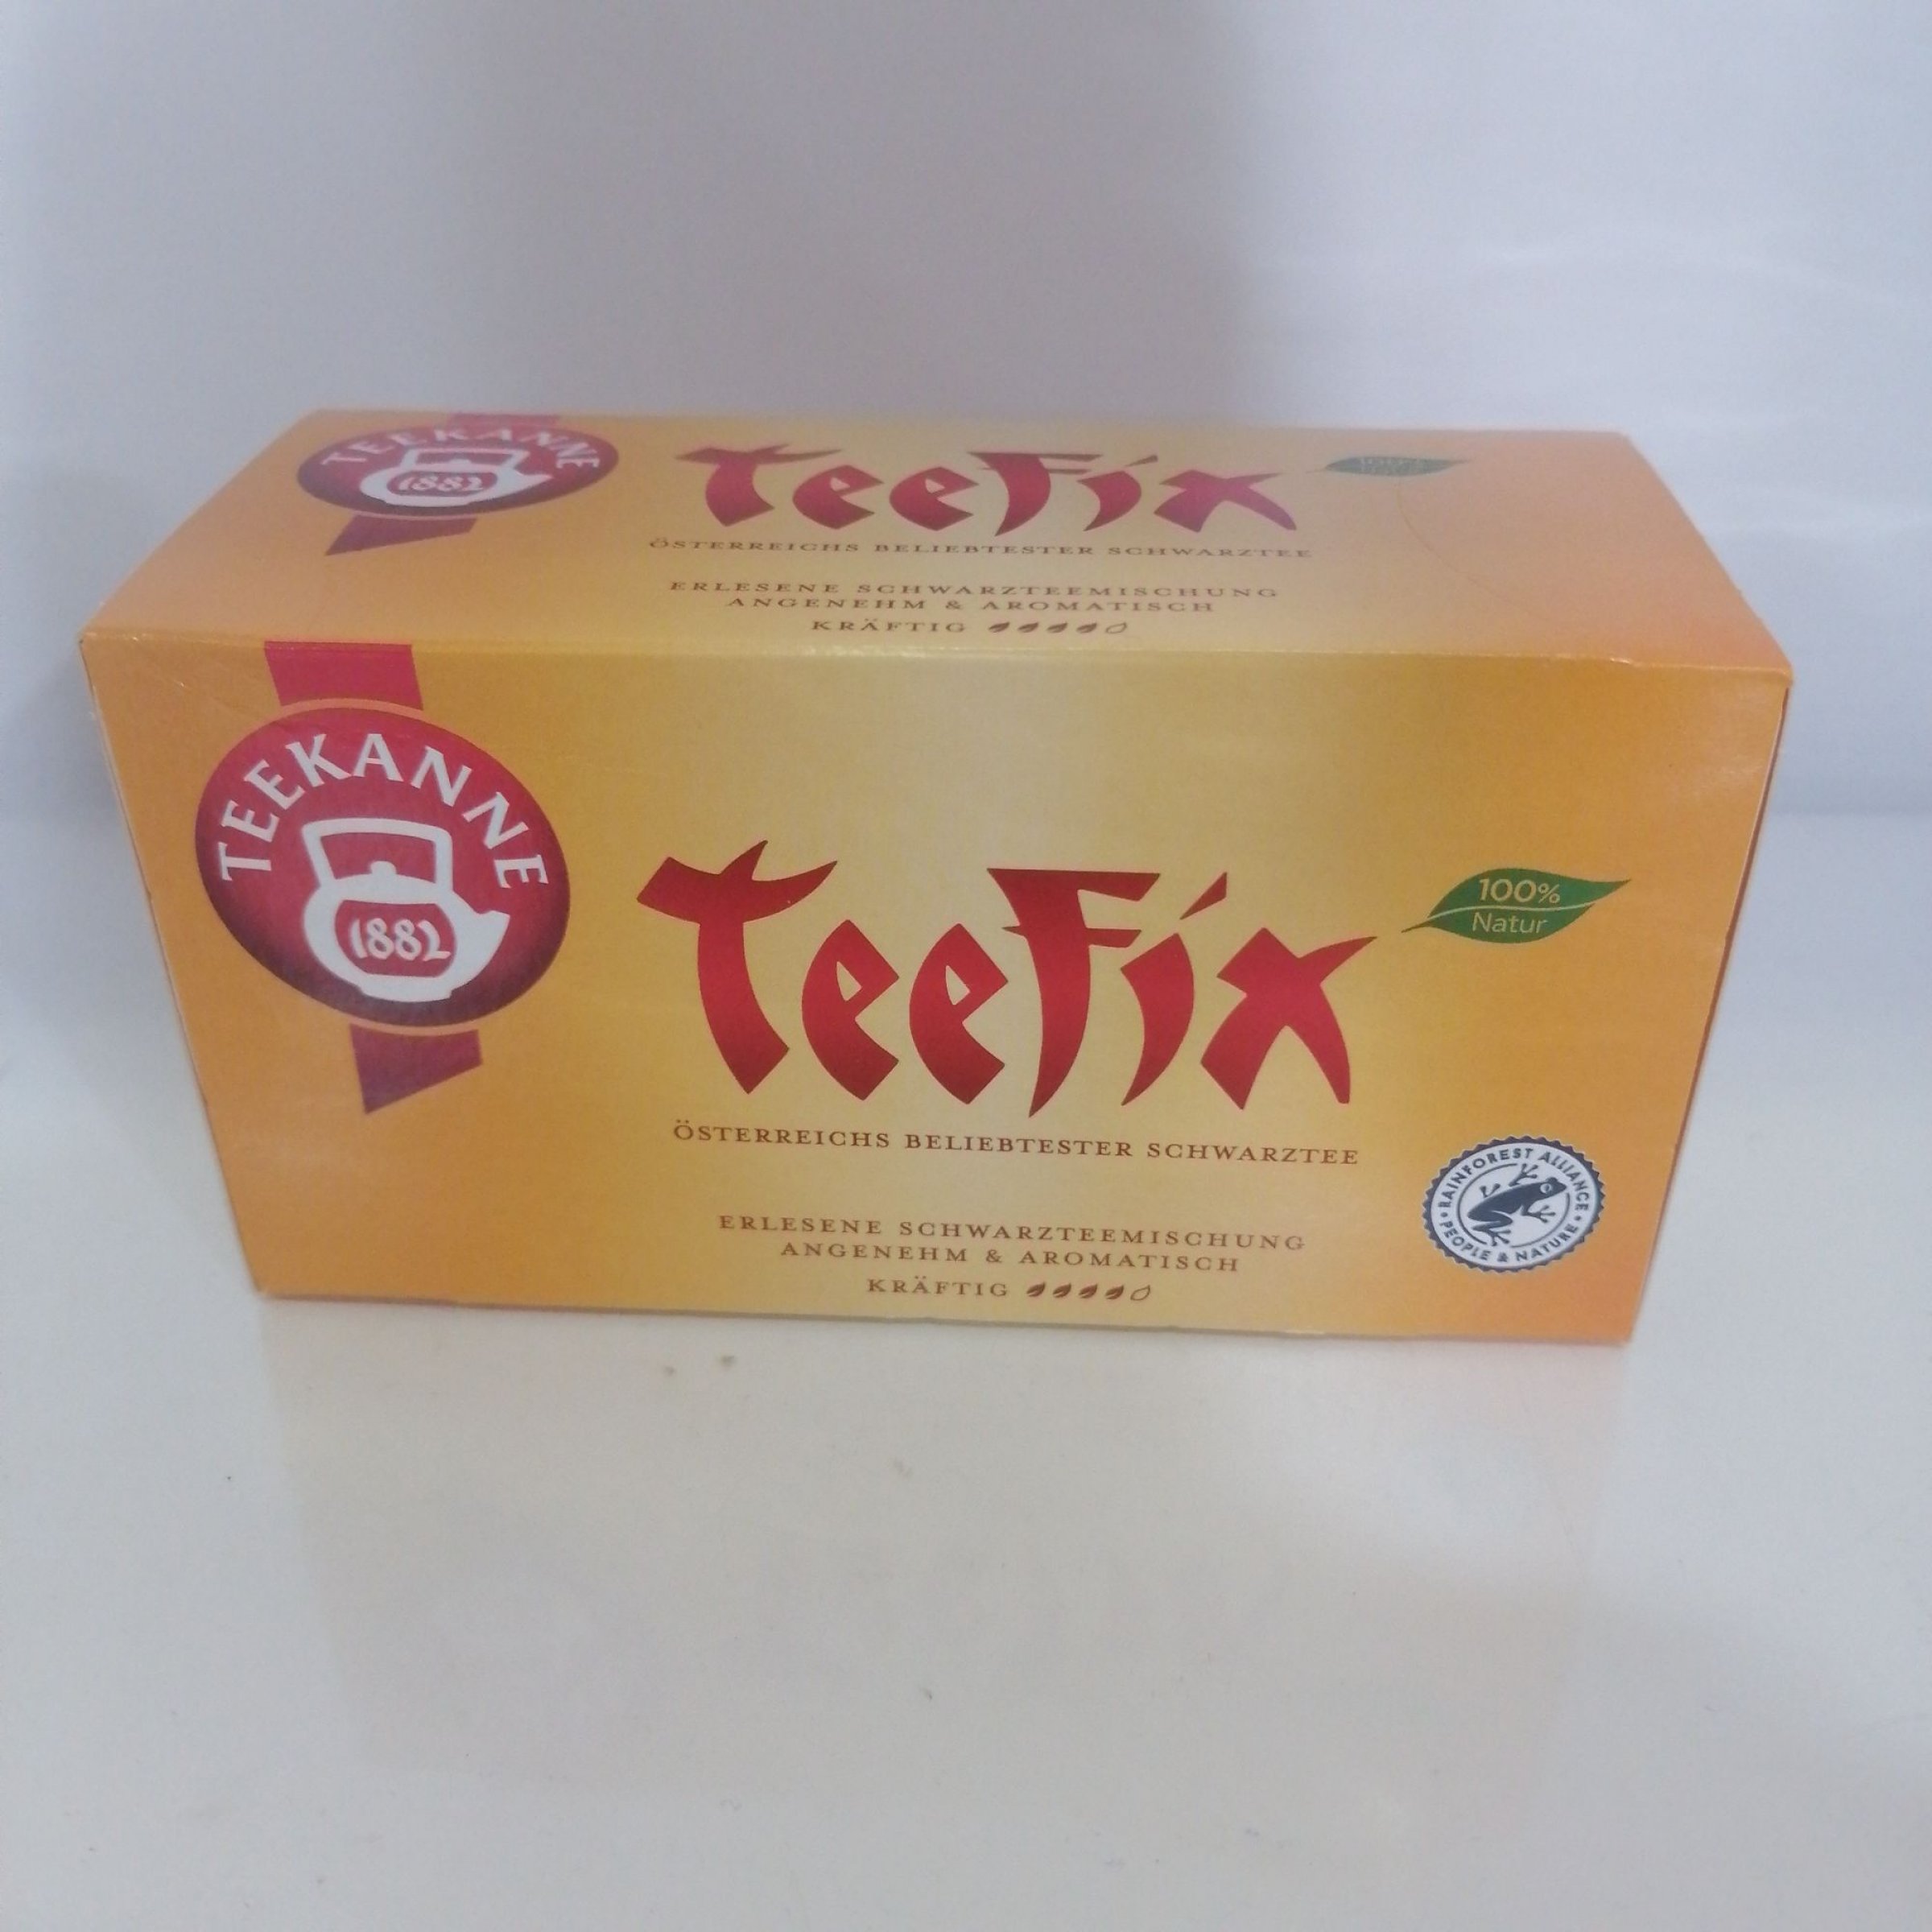 TEEKANNE
1882
TeeFix
ÖSTERREICHS BELIEBTESTER SCHWARZTEE
ERLESENE SCHWARZTEEMISCHUNG
ANGENEHM & AROMATISCH
KRÄFTIG
TEEKANNE
1882
TeeFix
100%
Natur
ÖSTERREICHS BELIEBTESTER SCHWARZTEE
ERLESENE SCHWARZTEEMISCHUNG
ANGENEHM & AROMATISCH
KRÄFTIG
RAINFOREST ALLIANCE
PEOPLE & NATURE